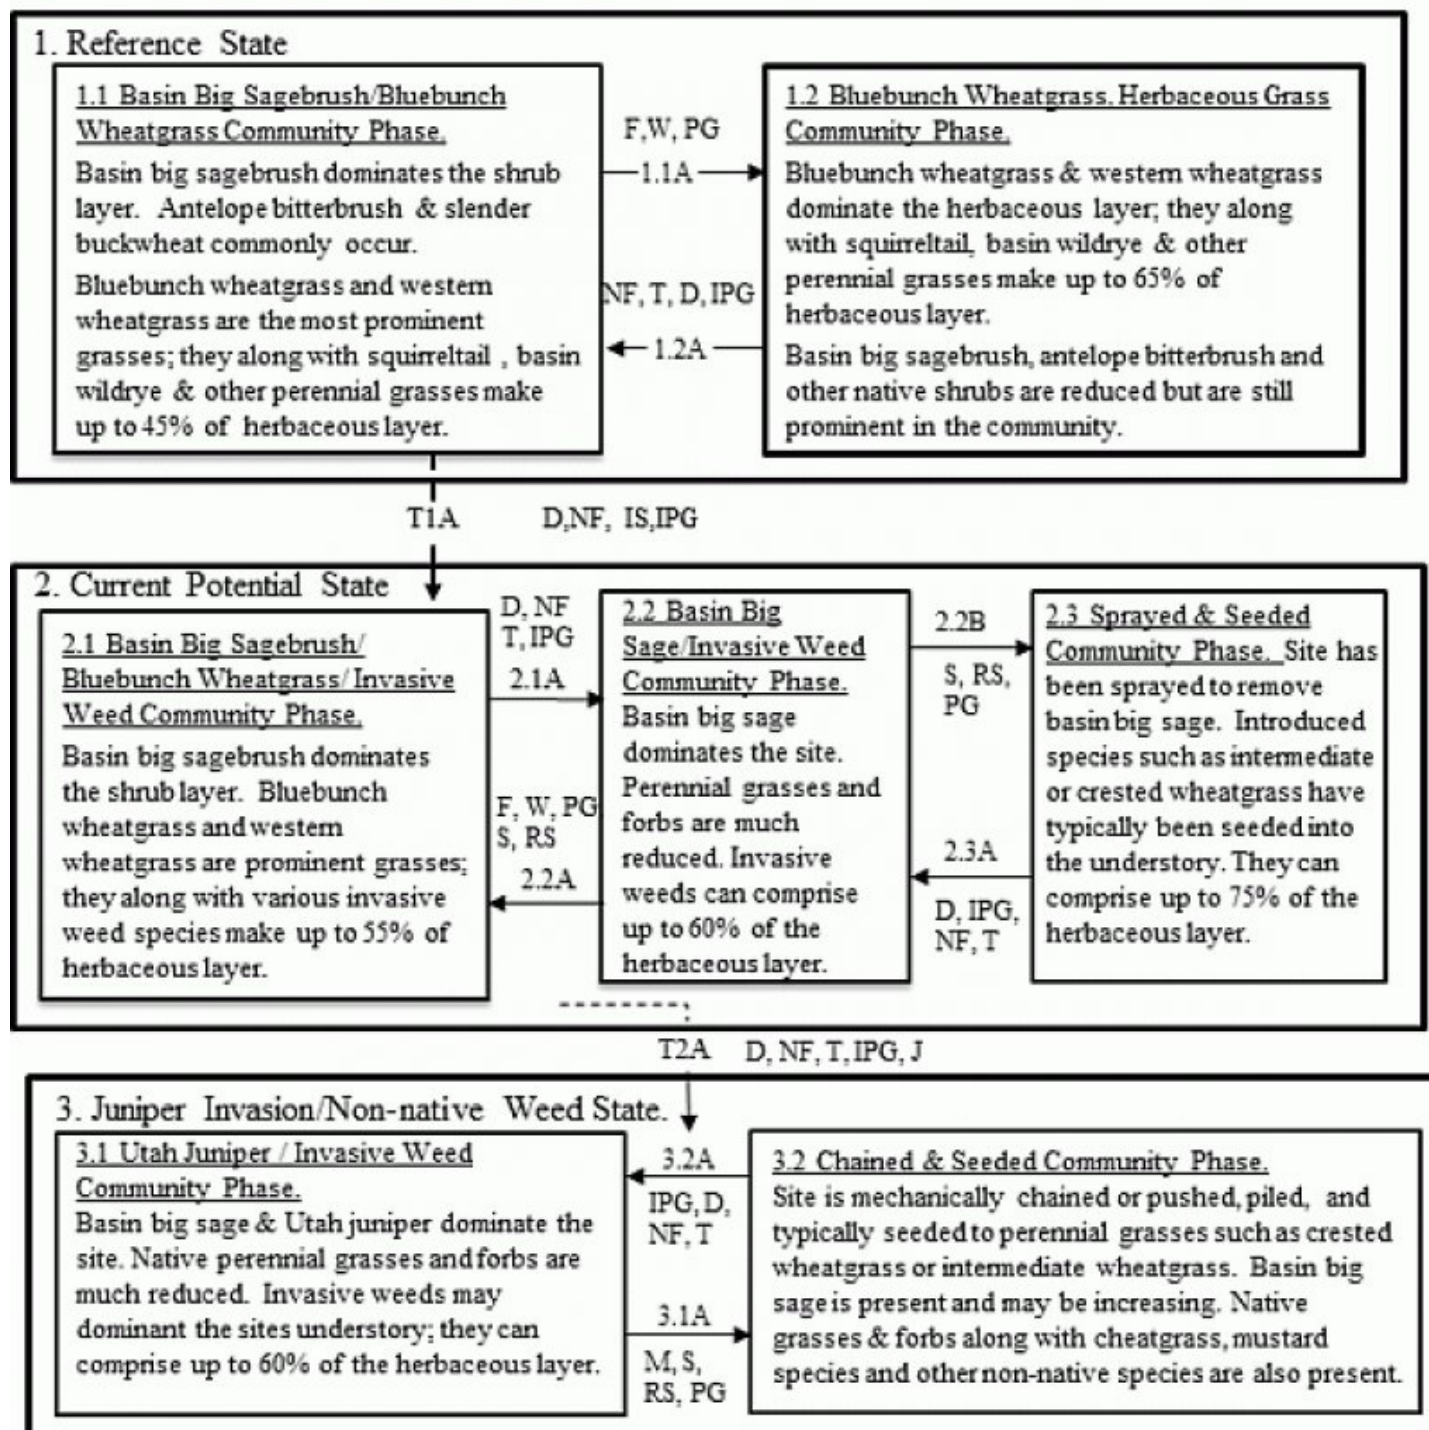 1. Reference State
1.1 Basin Big Sagebrush/Bluebunch
Wheatgrass Community Phase.
Basin big sagebrush dominates the shrub
layer. Antelope bitterbrush & slender
buckwheat commonly occur.
Bluebunch wheatgrass and western
wheatgrass are the most prominent
grasses; they along with squirreltail , basin
wildrye & other perennial grasses make
up to 45% of herbaceous layer.
F,W, PG
1.1A
NF, T, D, IPG
1.2A
1.2 Bluebunch Wheatgrass. Herbaceous Grass
Community Phase.
Bluebunch wheatgrass & western wheatgrass
dominate the herbaceous layer; they along
with squirreltail, basin wildrye & other
perennial grasses make up to 65% of
herbaceous layer.
Basin big sagebrush, antelope bitterbrush and
other native shrubs are reduced but are still
prominent in the community.
T1A
D,NF, IS,IPG
2. Current Potential State
2.1 Basin Big Sagebrush/
Bluebunch Wheatgrass/ Invasive
Weed Community Phase.
Basin big sagebrush dominates
the shrub layer. Bluebunch
wheatgrass and western
wheatgrass are prominent grasses;
they along with various invasive
weed species make up to 55% of
herbaceous layer.
D, NF
T, IPG
2.1A
F, W, PG
S, RS
2.2A
2.2 Basin Big
Sage/Invasive Weed
Community Phase.
Basin big sage
dominates the site.
Perennial grasses and
forbs are much
reduced. Invasive
weeds can comprise
up to 60% of the
herbaceous layer.
2.2B
S, RS,
PG
2.3A
D, IPG,
NF, T
2.3 Sprayed & Seeded
Community Phase. Site has
been sprayed to remove
basin big sage. Introduced
species such as intermediate
or crested wheatgrass have
typically been seeded into
the understory. They can
comprise up to 75% of the
herbaceous layer.
T2A
D, NF, T, IPG, J
3. Juniper Invasion/Non-native Weed State.
3.1 Utah Juniper / Invasive Weed
Community Phase.
Basin big sage & Utah juniper dominate the
site. Native perennial grasses and forbs are
much reduced. Invasive weeds may
dominant the sites understory; they can
comprise up to 60% of the herbaceous layer.
3.2A
IPG, D,
NF, T
3.1A
M, S,
RS, PG
3.2 Chained & Seeded Community Phase.
Site is mechanically chained or pushed, piled, and
typically seeded to perennial grasses such as crested
wheatgrass or intermediate wheatgrass. Basin big
sage is present and may be increasing. Native
grasses & forbs along with cheatgrass, mustard
species and other non-native species are also present.